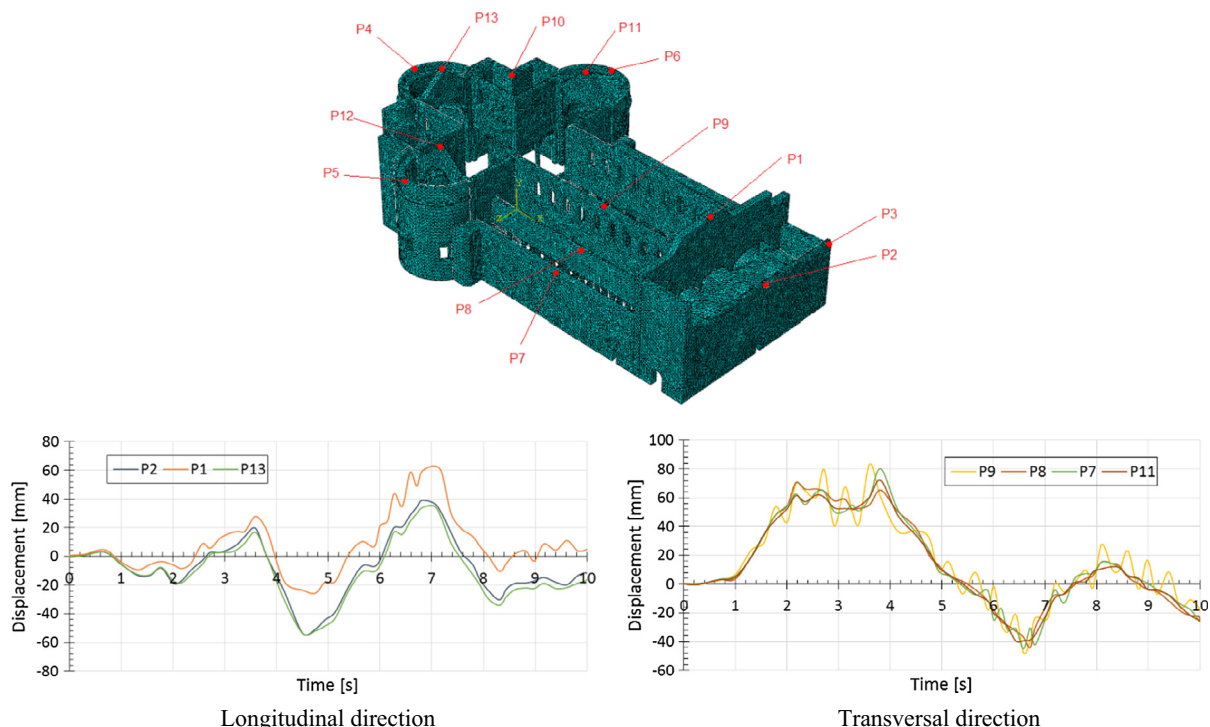 P13
P10
P4
P11
P6
P12
P9
P5
P1
P3
P2
P8
P7
Y
Z
X
80
60
40
20
0
-20
-40
-60
-80
0 1 2 3 4 5 6 7 8 9 10
Displacement [mm]
P2 P1 P13
Time [s]
Longitudinal direction
100
80
60
40
20
0
-20
-40
-60
0 1 2 3 4 5 6 7 8 9 10
Displacement [mm]
P9 P8 P7 P11
Time [s]
Transversal direction